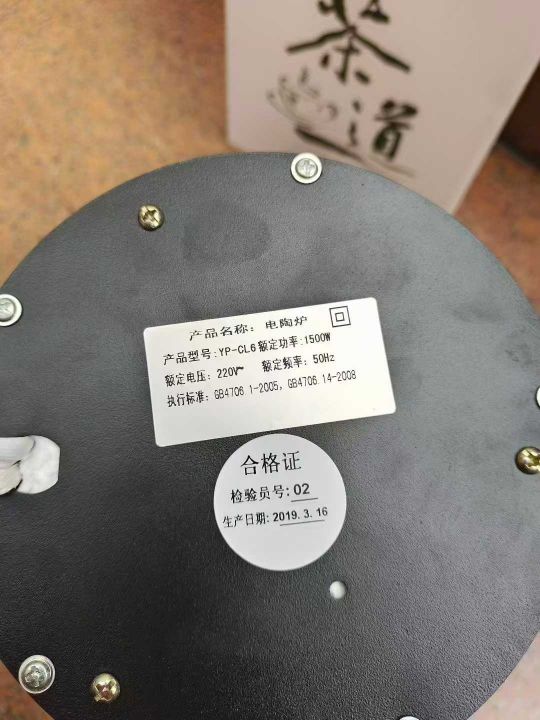 茶道
产品名称: 电陶炉
产品型号:YP-CL6 额定功率:1500W
额定电压: 220V~ 额定频率: 50Hz
执行标准: GB4706.1-2005, GB4706.14-2008
合格证
检验员号:02
生产日期:2019.3.16